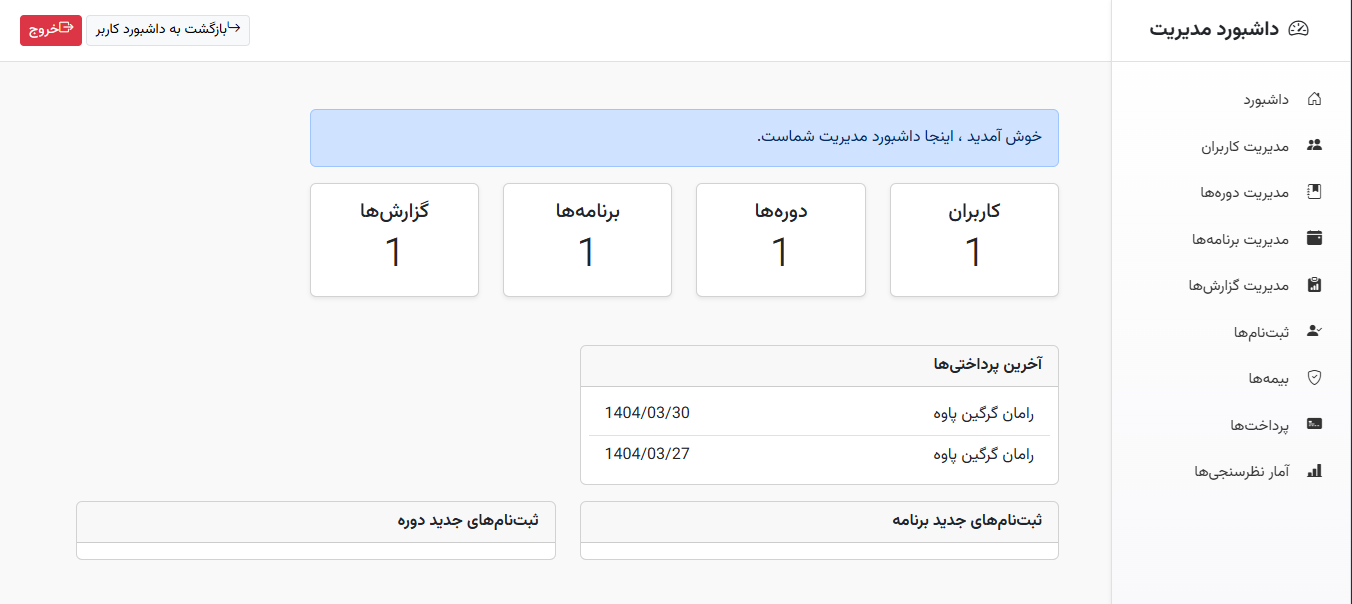 داشبورد مدیریت
بازگشت به داشبورد کاربر
خروج
داشبورد
مدیریت کاربران
مدیریت دوره‌ها
مدیریت برنامه‌ها
مدیریت گزارش‌ها
ثبت‌نام‌ها
بیمه‌ها
پرداخت‌ها
آمار نظرسنجی‌ها
خوش آمدید ، اینجا داشبورد مدیریت شماست.
کاربران
1
دوره‌ها
1
برنامه‌ها
1
گزارش‌ها
1
آخرین پرداختی‌ها
رامان گرگین پاوه 1404/03/30
رامان گرگین پاوه 1404/03/27
ثبت‌نام‌های جدید برنامه
ثبت‌نام‌های جدید دوره